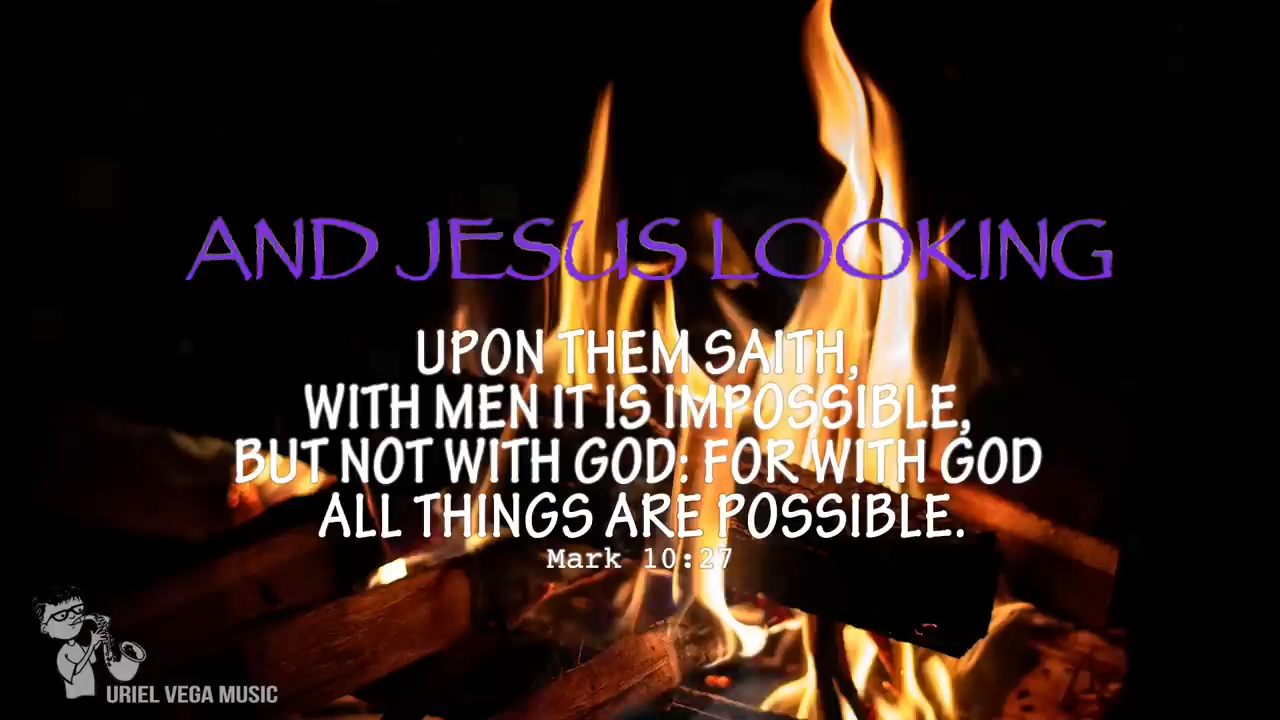 AND JESUS LOOKING
UPON THEM SAITH,
WITH MEN IT IS IMPOSSIBLE,
BUT NOT WITH GOD: FOR WITH GOD
ALL THINGS ARE POSSIBLE.
Mark 10:27
URIEL VEGA MUSIC